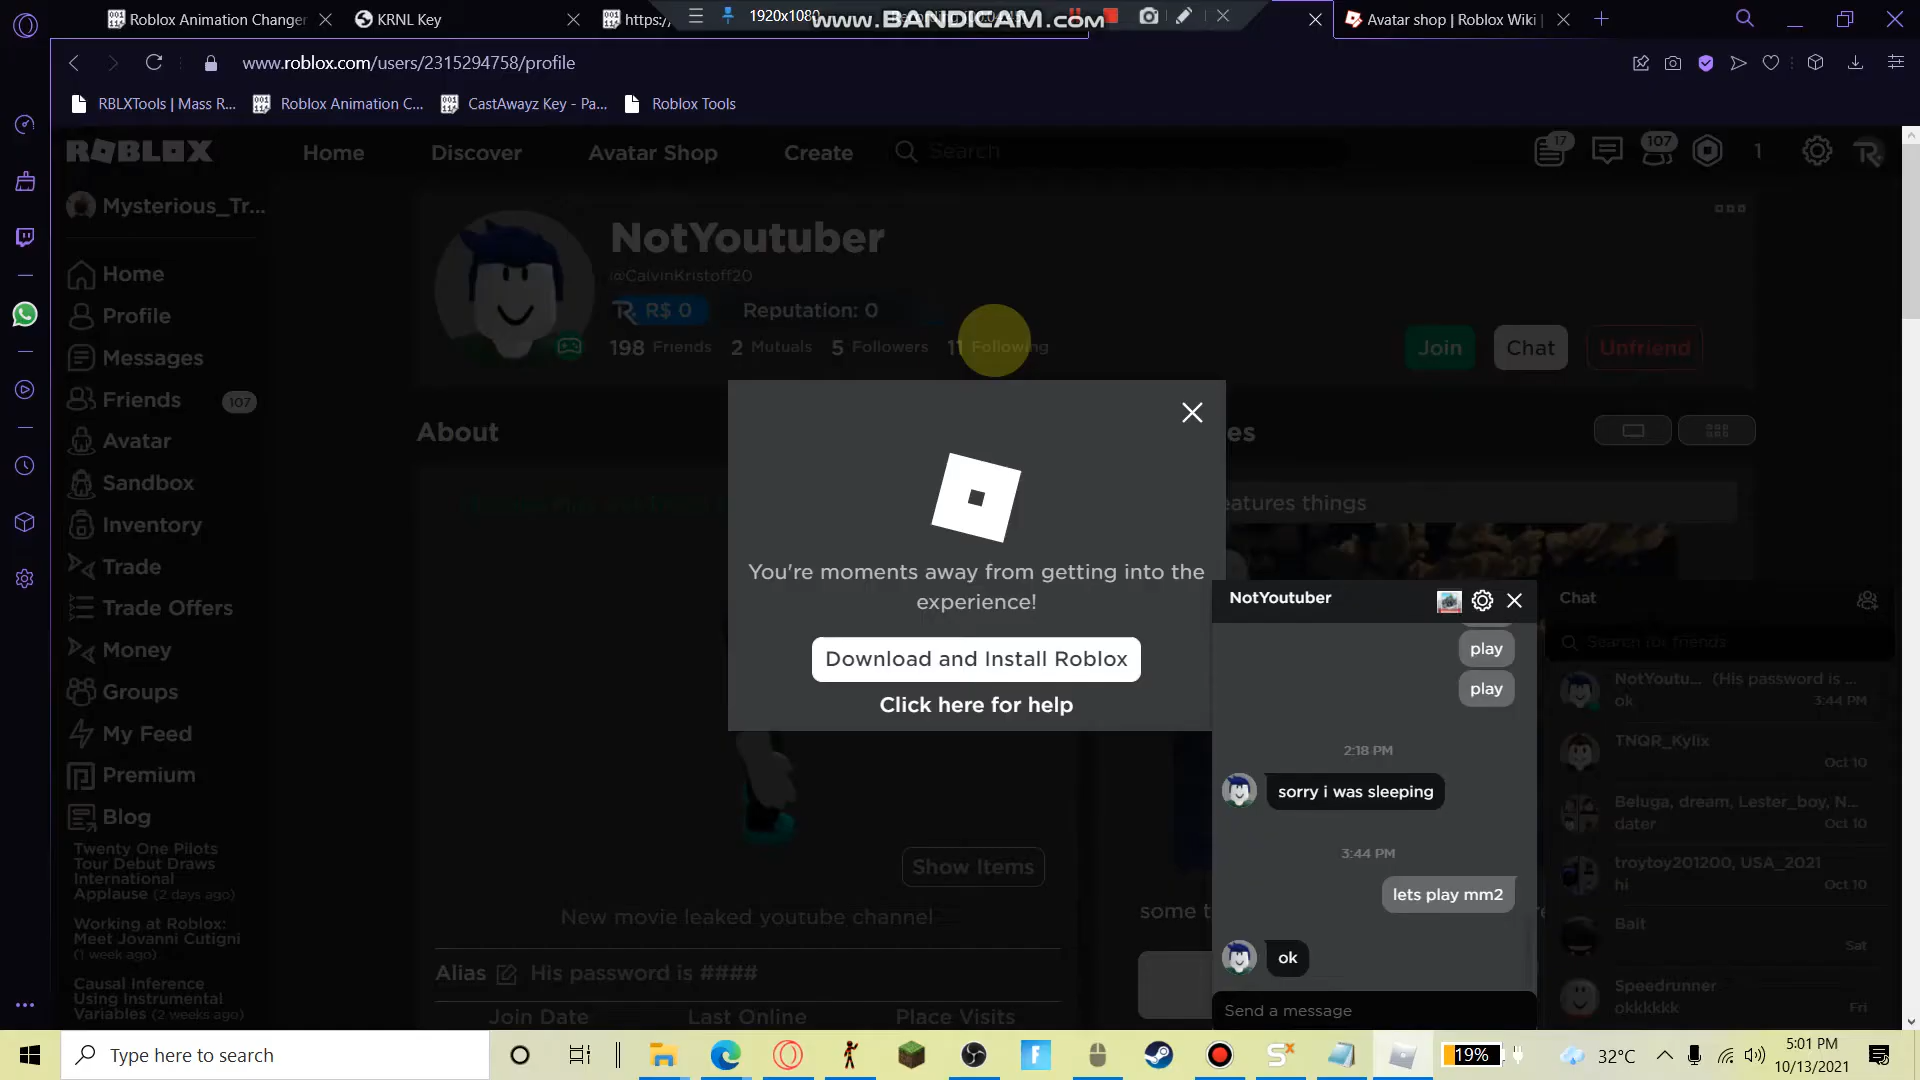 Roblox Animation Changer
KRNL Key
https:/
1920x1080
www.BANDICAM.com
Avatar shop | Roblox Wiki |
www.roblox.com/users/2315294758/profile
RBLXTools | Mass R...
Roblox Animation C...
CastAwayz Key - Pa...
Roblox Tools
ROBLOX
Home
Discover
Avatar Shop
Create
Search
17
107
1
Mysterious_Tr...
Home
Profile
Messages
Friends
107
Avatar
Sandbox
Inventory
Trade
Trade Offers
Money
Groups
My Feed
Premium
Blog
Twenty One Pilots
Tour Debut Draws
International
Applause (2 days ago)
Working at Roblox:
Meet Jovanni Cutigni
(1 week ago)
Causal Inference
Using Instrumental
Variables (2 weeks ago)
NotYoutuber
@CalvinKristoff20
R$ 0
Reputation: 0
198 Friends
2 Mutuals
5 Followers
11 Following
Join
Chat
Unfriend
About
es
eatures things
You're moments away from getting into the
experience!
Download and Install Roblox
Click here for help
Show Items
New movie leaked youtube channel
some t
Alias
His password is ####
Join Date
Last Online
Place Visits
NotYoutuber
play
play
2:18 PM
sorry i was sleeping
3:44 PM
lets play mm2
ok
Send a message
Chat
Search for friends
NotYoutu... (His password is ...
ok
3:44 PM
TNQR_Kylix
Oct 10
Beluga, dream, Lester_boy, N...
dater
Oct 10
troytoy201200, USA_2021
hi
Oct 10
Bait
Sat
Speedrunner
okkkkkk
Fri
Type here to search
19%
32°C
5:01 PM
10/13/2021